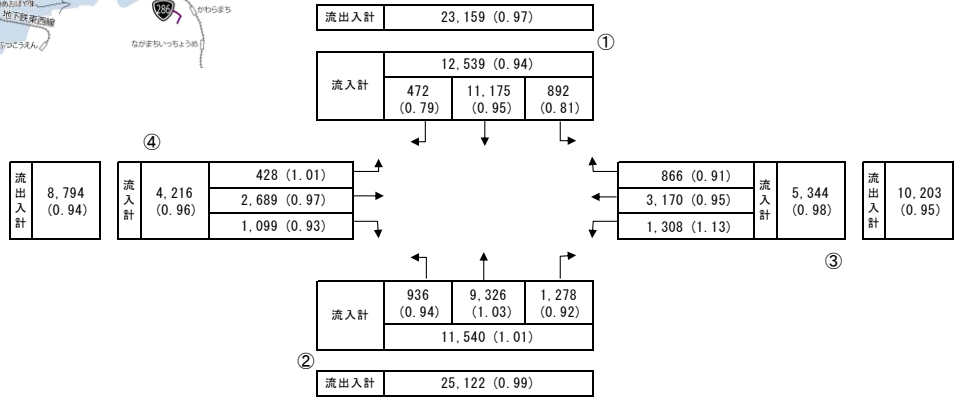 地下鉄東西線
286
かわらまち
ながまちいっちょうめ
流出入計 23,159 (0.97)
①
流入計 12,539 (0.94)
472 11,175 892
(0.79) (0.95) (0.81)
④
流出入計 8,794 (0.94)
流入計 4,216 (0.96)
428 (1.01)
2,689 (0.97)
1,099 (0.93)
866 (0.91)
3,170 (0.95)
1,308 (1.13)
流入計 5,344 (0.98)
流出入計 10,203 (0.95)
③
流入計
936 9,326 1,278
(0.94) (1.03) (0.92)
11,540 (1.01)
②
流出入計 25,122 (0.99)